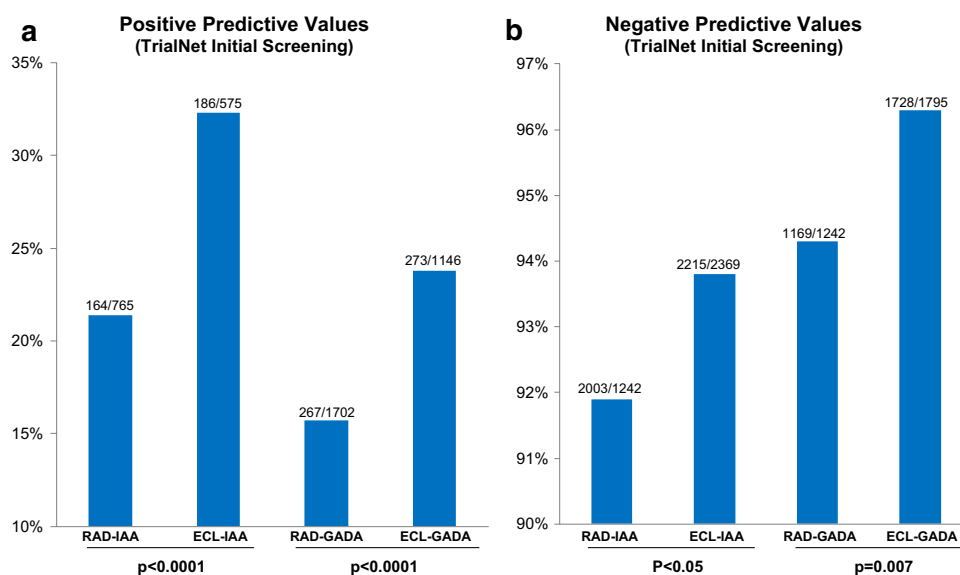 a
Positive Predictive Values
(TrialNet Initial Screening)
35%
30%
25%
20%
15%
10%
164/765
186/575
267/1702
273/1146
RAD-IAA
ECL-IAA
RAD-GADA
ECL-GADA
p<0.0001
p<0.0001
b
Negative Predictive Values
(TrialNet Initial Screening)
97%
96%
95%
94%
93%
92%
91%
90%
2003/1242
2215/2369
1169/1242
1728/1795
RAD-IAA
ECL-IAA
RAD-GADA
ECL-GADA
P<0.05
p=0.007